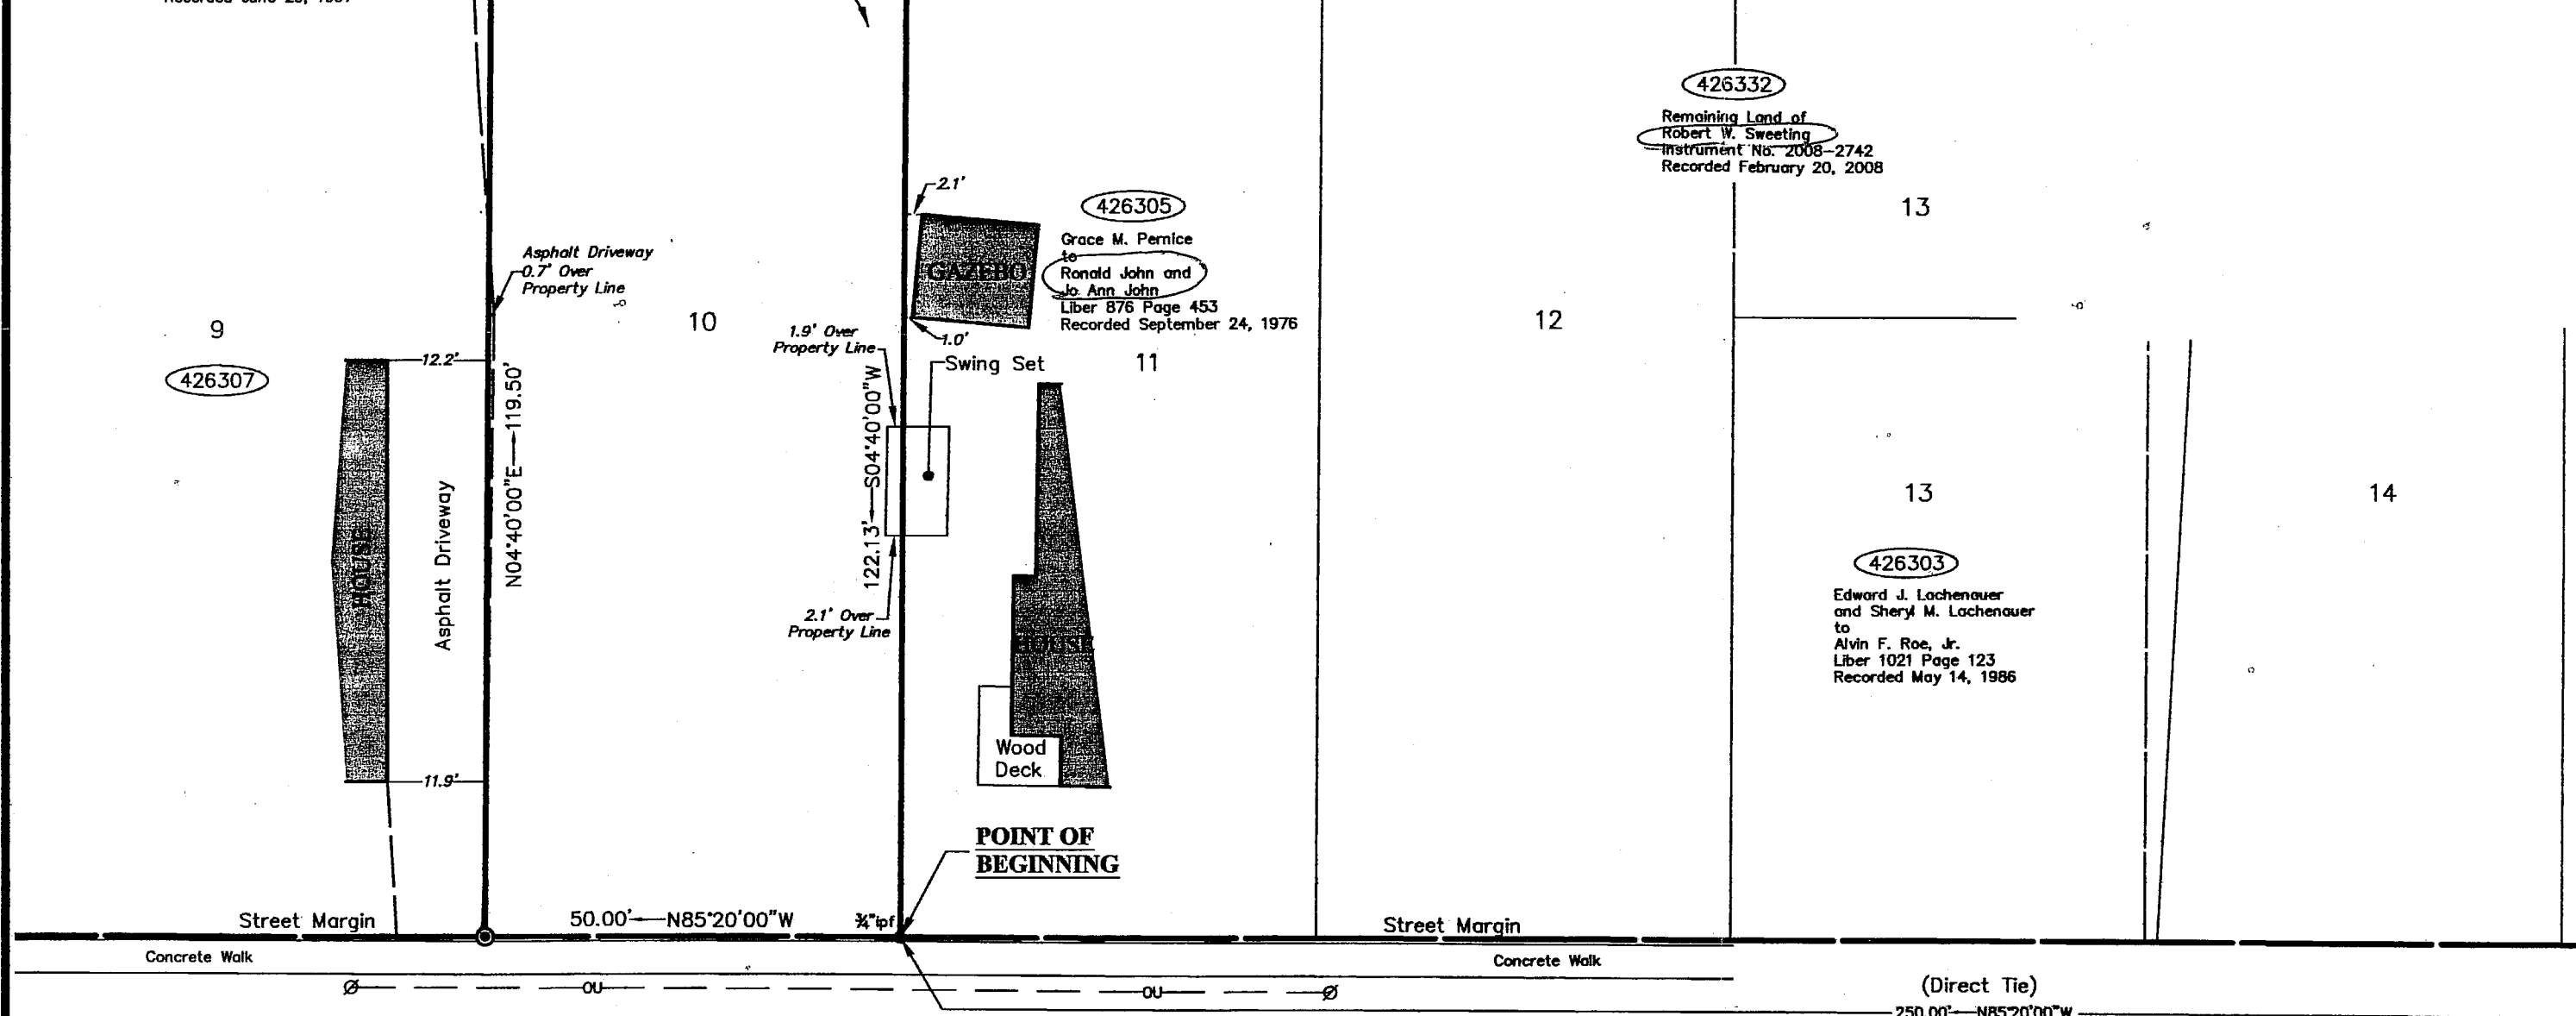 426332
Remaining Land of
Robert W. Sweeting
Instrument No. 2008-2742
Recorded February 20, 2008
13
2.1'
426305
Grace M. Pernice
to
Ronald John and
Jo Ann John
Liber 876 Page 453
Recorded September 24, 1976
GAZEBO
Asphalt Driveway
0.7' Over
Property Line
9
10
12
1.9' Over
Property Line
1.0'
Swing Set
11
426307
12.2'
N04°40'00"E
119.50'
122.13'
S04°40'00"W
HOUSE
Asphalt Driveway
13
14
426303
Edward J. Lachenauer
and Sheryl M. Lachenauer
to
Alvin F. Roe, Jr.
Liber 1021 Page 123
Recorded May 14, 1986
2.1' Over
Property Line
HOUSE
Wood
Deck
11.9'
POINT OF
BEGINNING
Street Margin
50.00' N85°20'00"W
¾"ipf
Street Margin
Concrete Walk
Concrete Walk
OU
OU
(Direct Tie)
250.00' N85°20'00"W